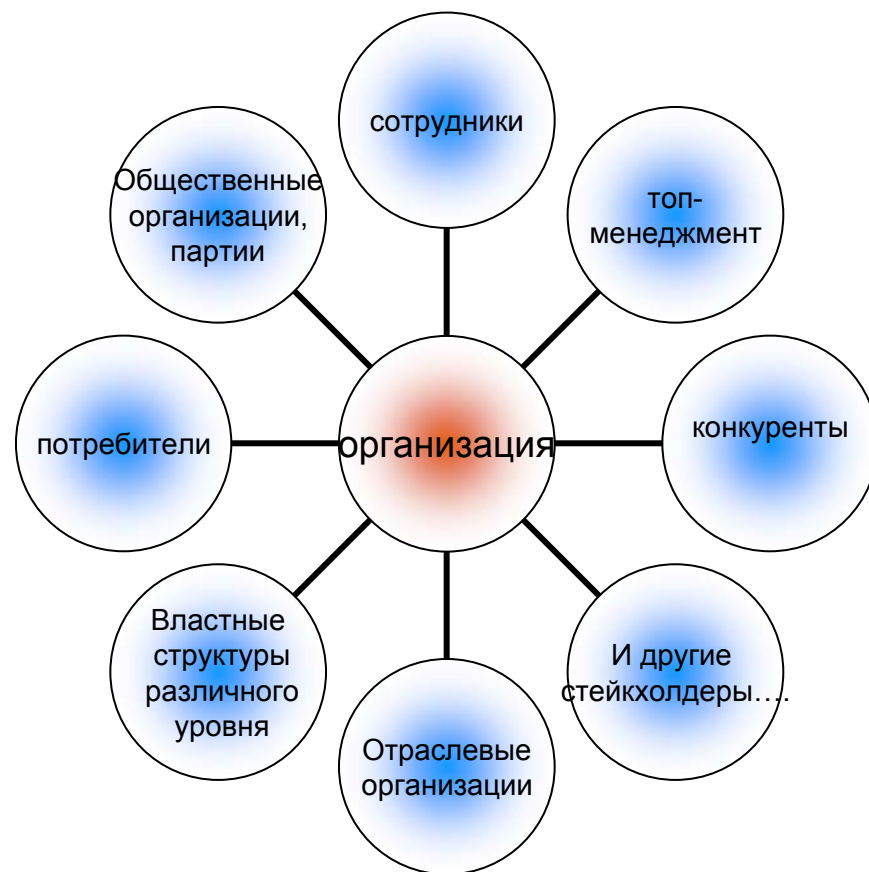 сотрудники
Общественные
организации,
партии
топ-
менеджмент
потребители
организация
конкуренты
Властные
структуры
различного
уровня
И другие
стейкхолдеры….
Отраслевые
организации